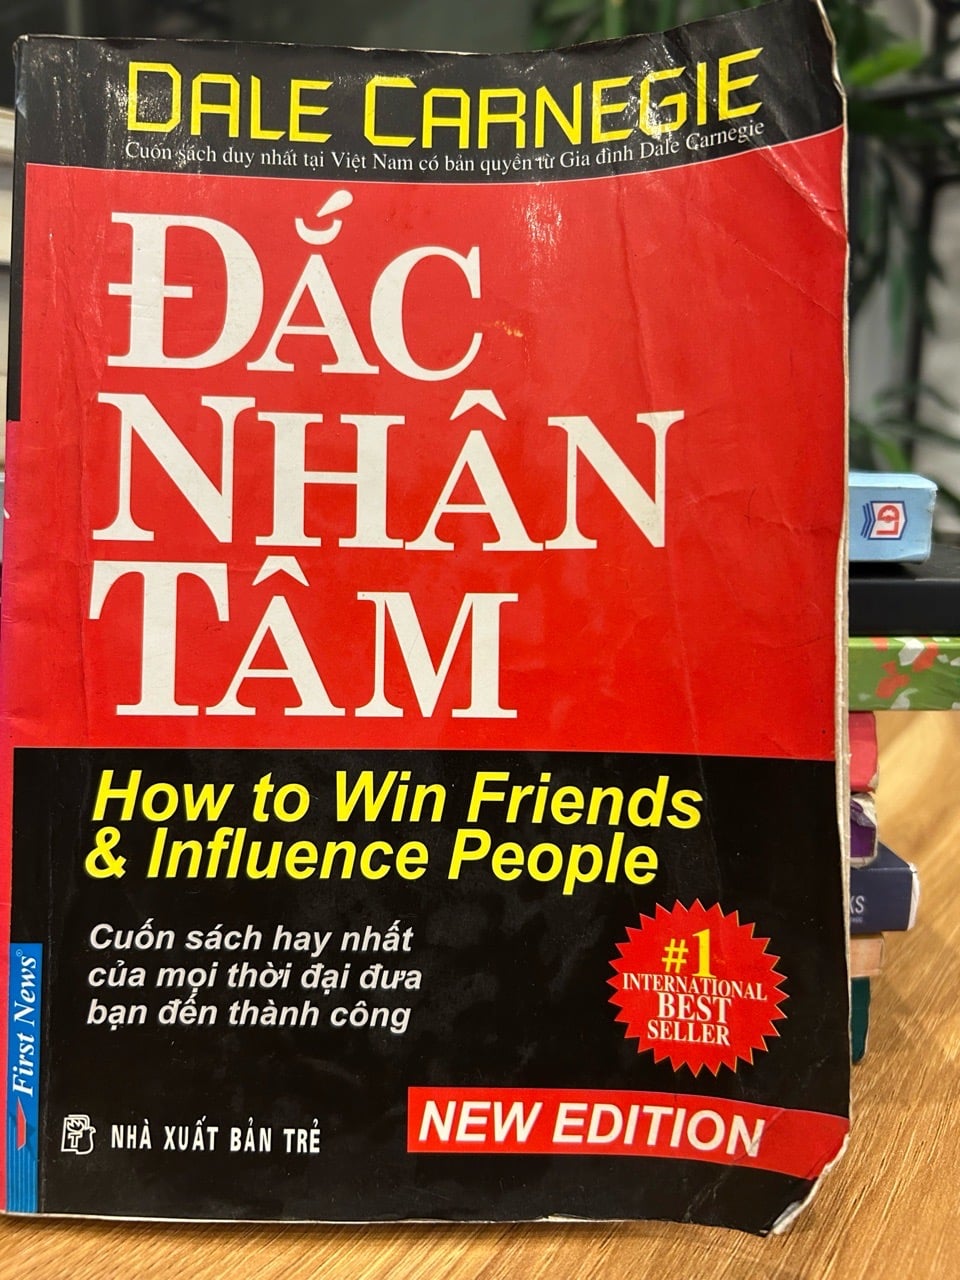 DALE CARNEGIE
Cuốn sách duy nhất tại Việt Nam có bản quyền từ Gia đình Dale Carnegie
ĐẮC
NHÂN
TÂM
How to Win Friends
& Influence People
Cuốn sách hay nhất
của mọi thời đại đưa
bạn đến thành công
#1
INTERNATIONAL
BEST
SELLER
First News®
NHÀ XUẤT BẢN TRẺ
NEW EDITION